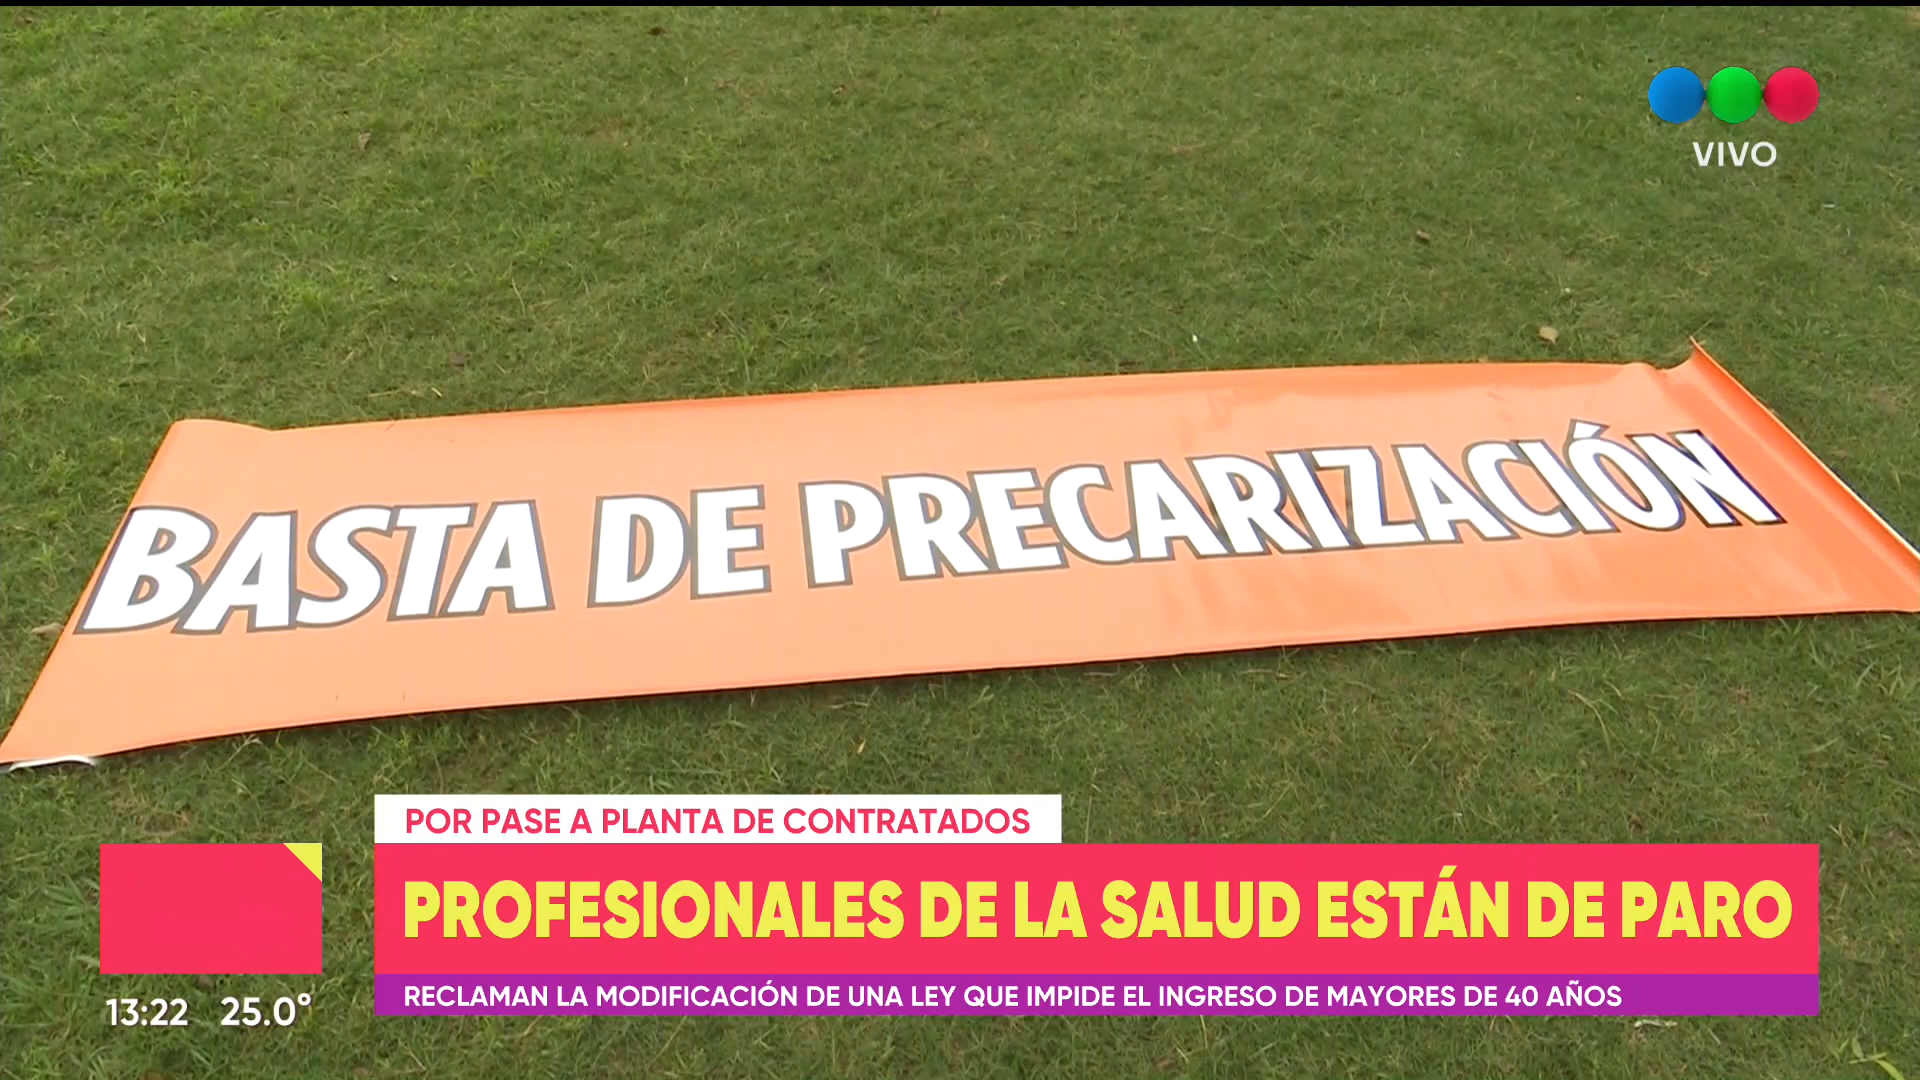 VIVO
BASTA DE PRECARIZACIÓN
POR PASE A PLANTA DE CONTRATADOS
PROFESIONALES DE LA SALUD ESTÁN DE PARO
RECLAMAN LA MODIFICACIÓN DE UNA LEY QUE IMPIDE EL INGRESO DE MAYORES DE 40 AÑOS
13:22 25.0°